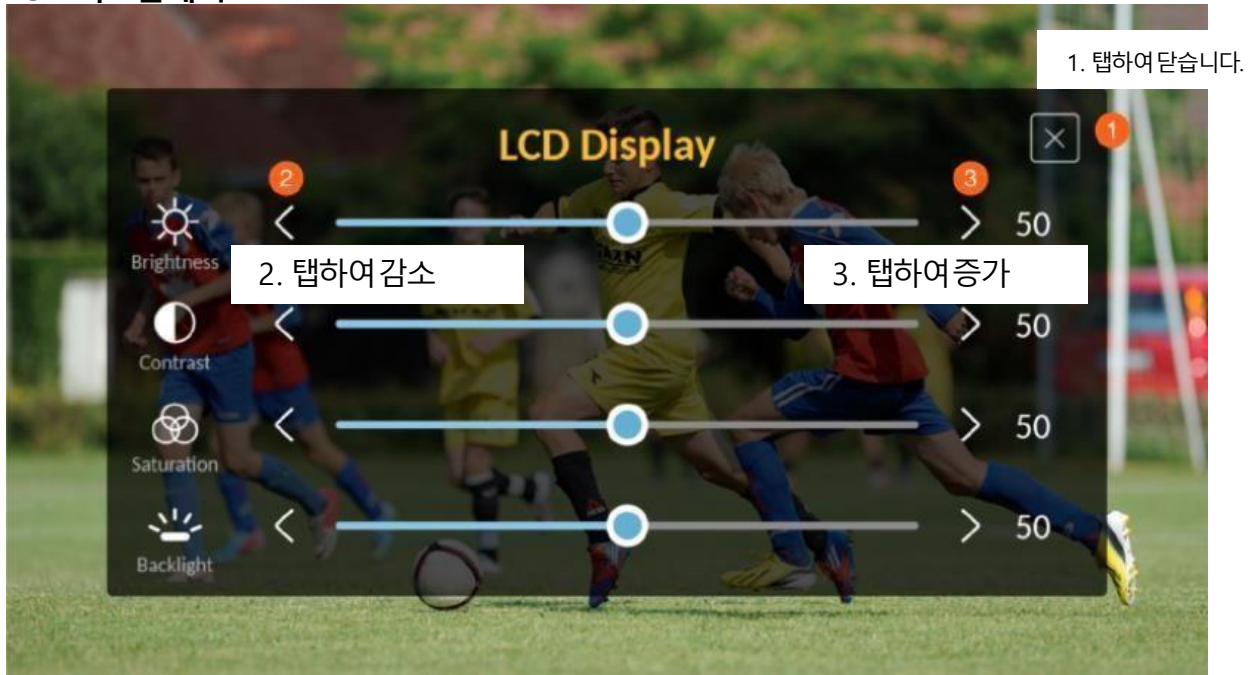 1. 탭하여 닫습니다.
LCD Display
1
2
3
50
Brightness
2. 탭하여 감소
3. 탭하여 증가
50
Contrast
50
Saturation
50
Backlight